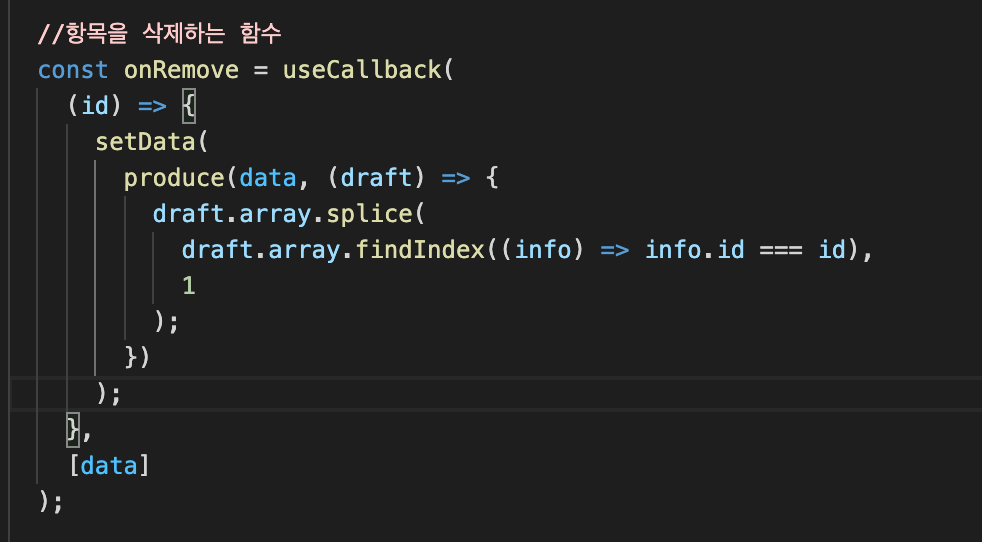 //항목을 삭제하는 함수
const onRemove = useCallback(
  (id) => {
    setData(
      produce(data, (draft) => {
        draft.array.splice(
          draft.array.findIndex((info) => info.id === id),
          1
        );
      })
    );
  },
  [data]
);